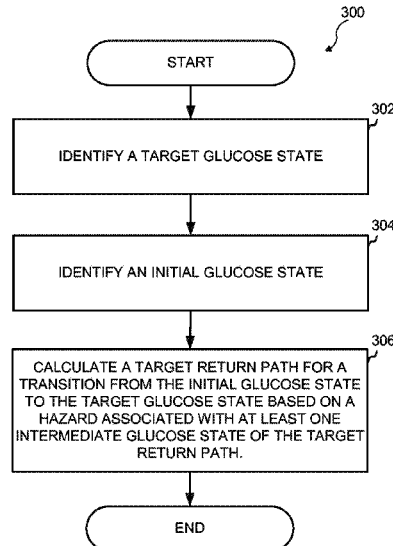 300
START
302
IDENTIFY A TARGET GLUCOSE STATE
304
IDENTIFY AN INITIAL GLUCOSE STATE
306
CALCULATE A TARGET RETURN PATH FOR A
TRANSITION FROM THE INITIAL GLUCOSE STATE
TO THE TARGET GLUCOSE STATE BASED ON A
HAZARD ASSOCIATED WITH AT LEAST ONE
INTERMEDIATE GLUCOSE STATE OF THE TARGET
RETURN PATH.
END